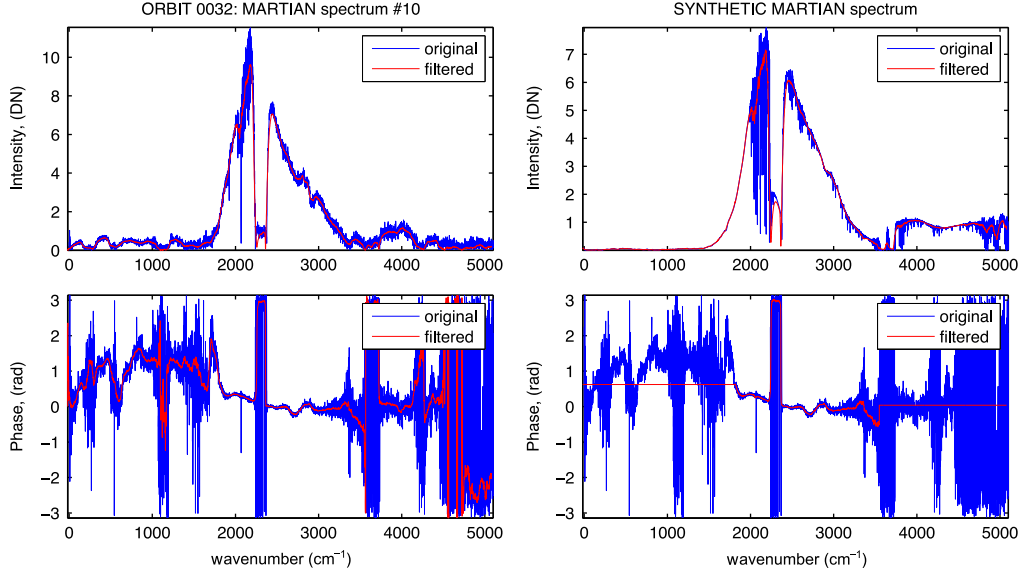 ORBIT 0032: MARTIAN spectrum #10
SYNTHETIC MARTIAN spectrum
Intensity, (DN)
10
8
6
4
2
0
original
filtered
0 1000 2000 3000 4000 5000
Intensity, (DN)
7
6
5
4
3
2
1
original
filtered
0 1000 2000 3000 4000 5000
Phase, (rad)
3
2
1
0
−1
−2
−3
original
filtered
0 1000 2000 3000 4000 5000
wavenumber (cm⁻¹)
Phase, (rad)
3
2
1
0
−1
−2
−3
original
filtered
0 1000 2000 3000 4000 5000
wavenumber (cm⁻¹)